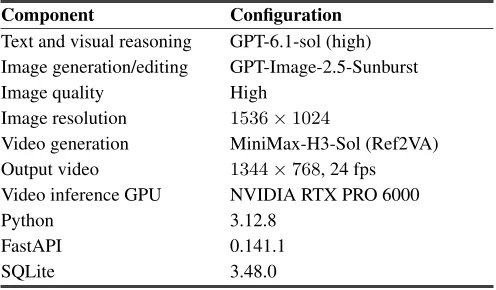 Component Configuration
Text and visual reasoning GPT-6.1-sol (high)
Image generation/editing GPT-Image-2.5-Sunburst
Image quality High
Image resolution 1536 × 1024
Video generation MiniMax-H3-Sol (Ref2VA)
Output video 1344 × 768, 24 fps
Video inference GPU NVIDIA RTX PRO 6000
Python 3.12.8
FastAPI 0.141.1
SQLite 3.48.0